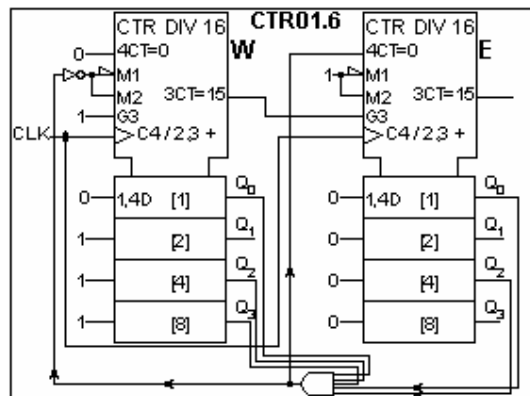 CTR01.6
CTR DIV 16
0 4CT=0
W
M1
M2
3CT=15
1 G3
CLK C4/2,3 +
0 1,4D [1] Q0
1 [2] Q1
1 [4] Q2
1 [8] Q3
CTR DIV 16
4CT=0
E
1 M1
M2
3CT=15
G3
C4/2,3 +
0 1,4D [1] Q0
0 [2] Q1
0 [4] Q2
0 [8] Q3